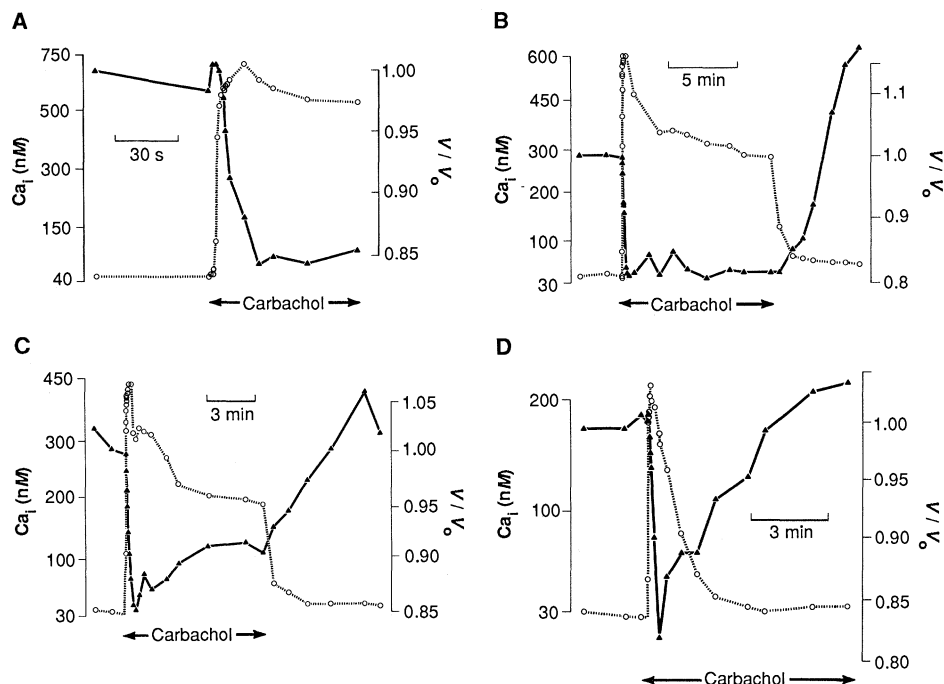 A
750
500
300
150
40
Ca_i (nM)
30 s
1.00
0.95
0.90
0.85
V / V_o
Carbachol
B
600
450
300
200
100
30
Ca_i (nM)
5 min
1.1
1.0
0.9
0.8
V / V_o
Carbachol
C
450
300
200
100
30
Ca_i (nM)
3 min
1.05
1.00
0.95
0.90
0.85
V / V_o
Carbachol
D
200
100
30
Ca_i (nM)
3 min
1.00
0.95
0.90
0.85
0.80
V / V_o
Carbachol